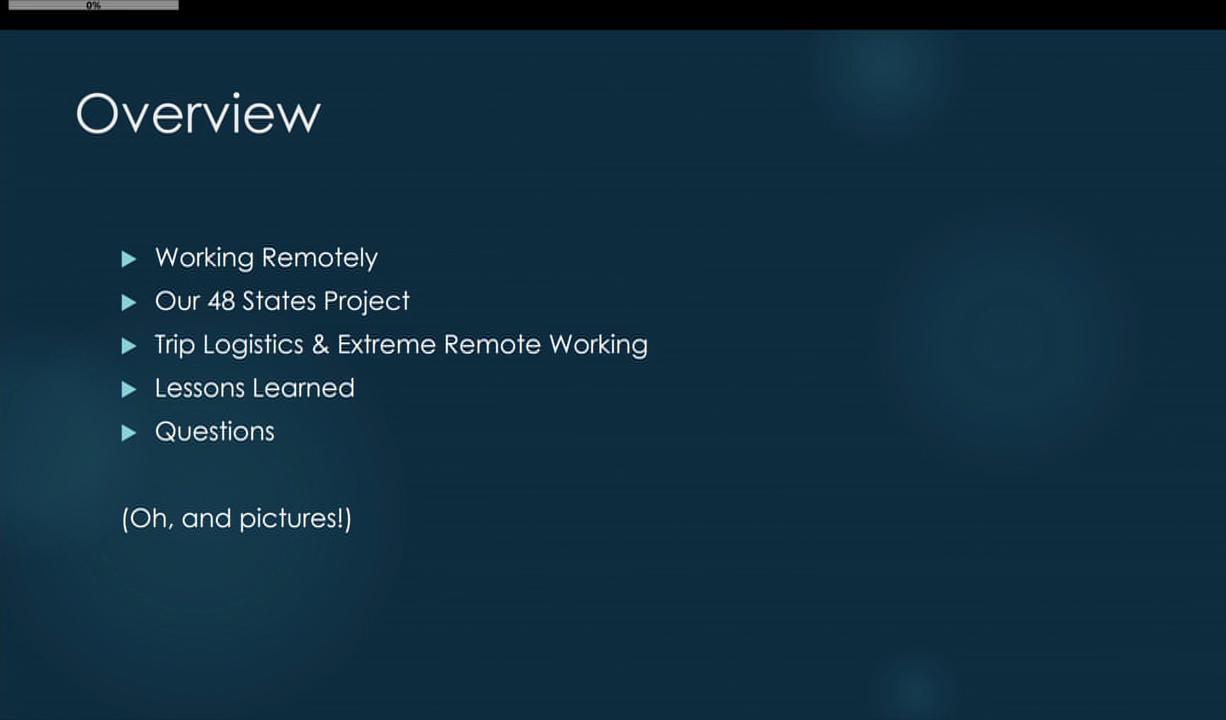 0%
Overview
Working Remotely
Our 48 States Project
Trip Logistics & Extreme Remote Working
Lessons Learned
Questions
(Oh, and pictures!)